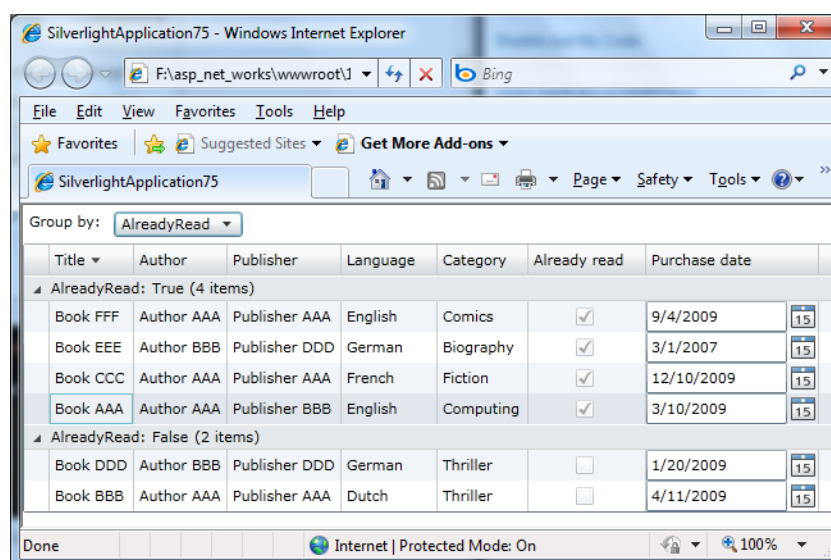 SilverlightApplication75 - Windows Internet Explorer
F:\asp_net_works\wwwroot\1 Bing
File Edit View Favorites Tools Help
Favorites Suggested Sites Get More Add-ons
SilverlightApplication75 Page Safety Tools »
Group by: AlreadyRead
Title Author Publisher Language Category Already read Purchase date
AlreadyRead: True (4 items)
Book FFF Author AAA Publisher AAA English Comics 9/4/2009 15
Book EEE Author BBB Publisher DDD German Biography 3/1/2007 15
Book CCC Author AAA Publisher AAA French Fiction 12/10/2009 15
Book AAA Author AAA Publisher BBB English Computing 3/10/2009 15
AlreadyRead: False (2 items)
Book DDD Author BBB Publisher DDD German Thriller 1/20/2009 15
Book BBB Author AAA Publisher AAA Dutch Thriller 4/11/2009 15
Done Internet | Protected Mode: On 100%